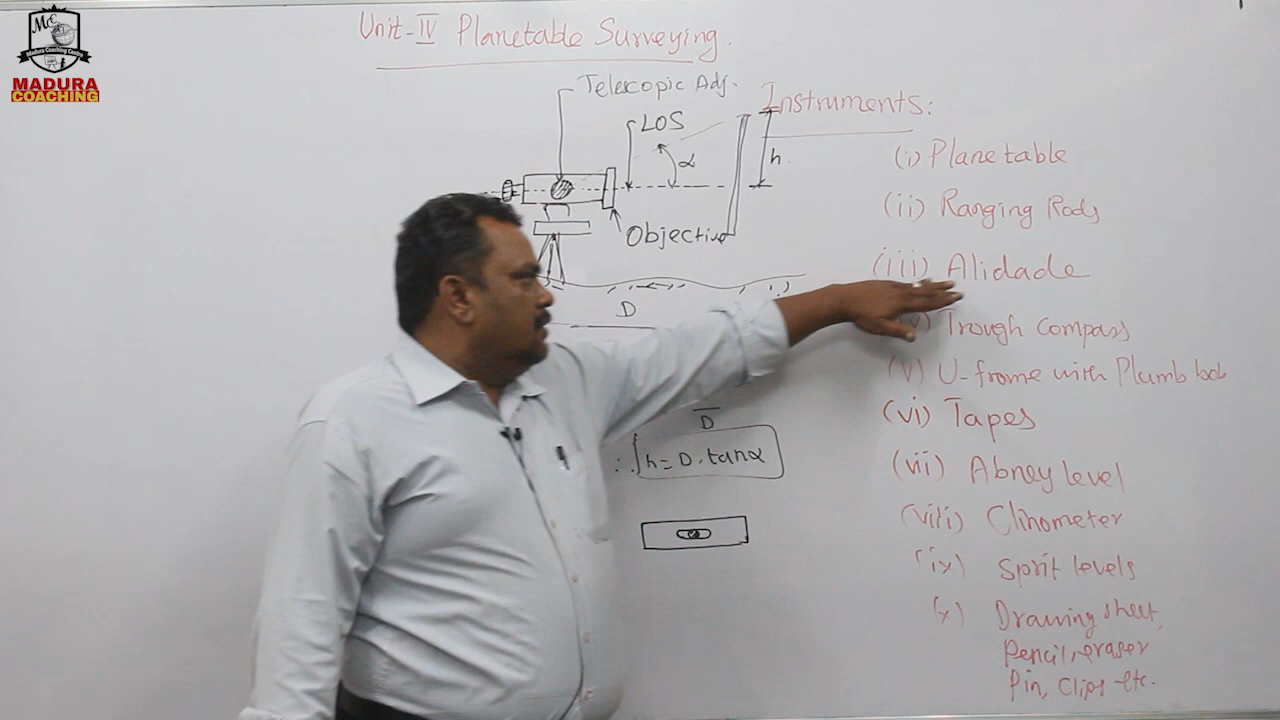 MCC
Madura Coaching Centre
MADURA
COACHING
Unit-IV Planetable Surveying.
Telescopic Adj.
LOS
α
h.
Objective
D
D
∴ h = D. tanα
Instruments:
(i) Planetable
(ii) Ranging Rods
(iii) Alidade
Trough Compass
(v) U-frame with Plumb bob
(vi) Tapes
(vii) Abney level
(viii) Clinometer
(ix) Sprit levels
(x) Drawing sheet,
Pencil, eraser
Pin, Clips etc.